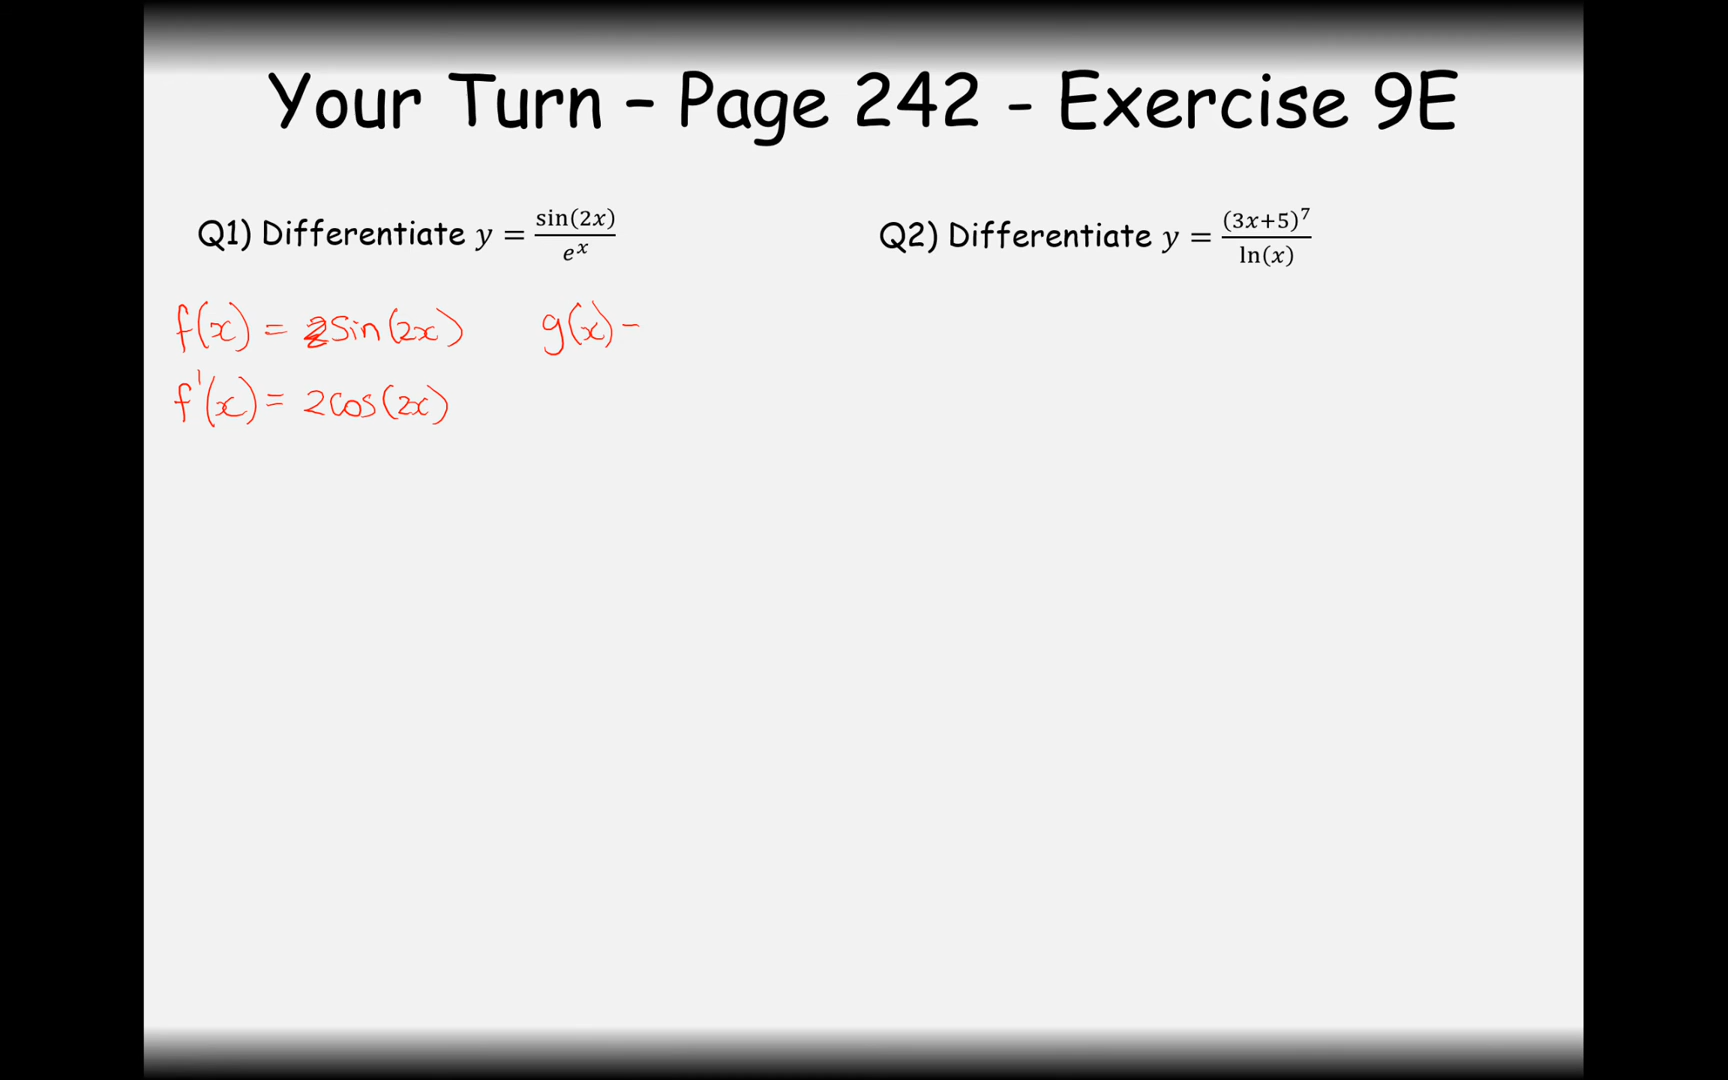 Your Turn – Page 242 - Exercise 9E
Q1) Differentiate y = sin(2x)/e^x
Q2) Differentiate y = (3x+5)^7/ln(x)
f(x) = sin(2x) g(x) -
f'(x) = 2cos(2x)